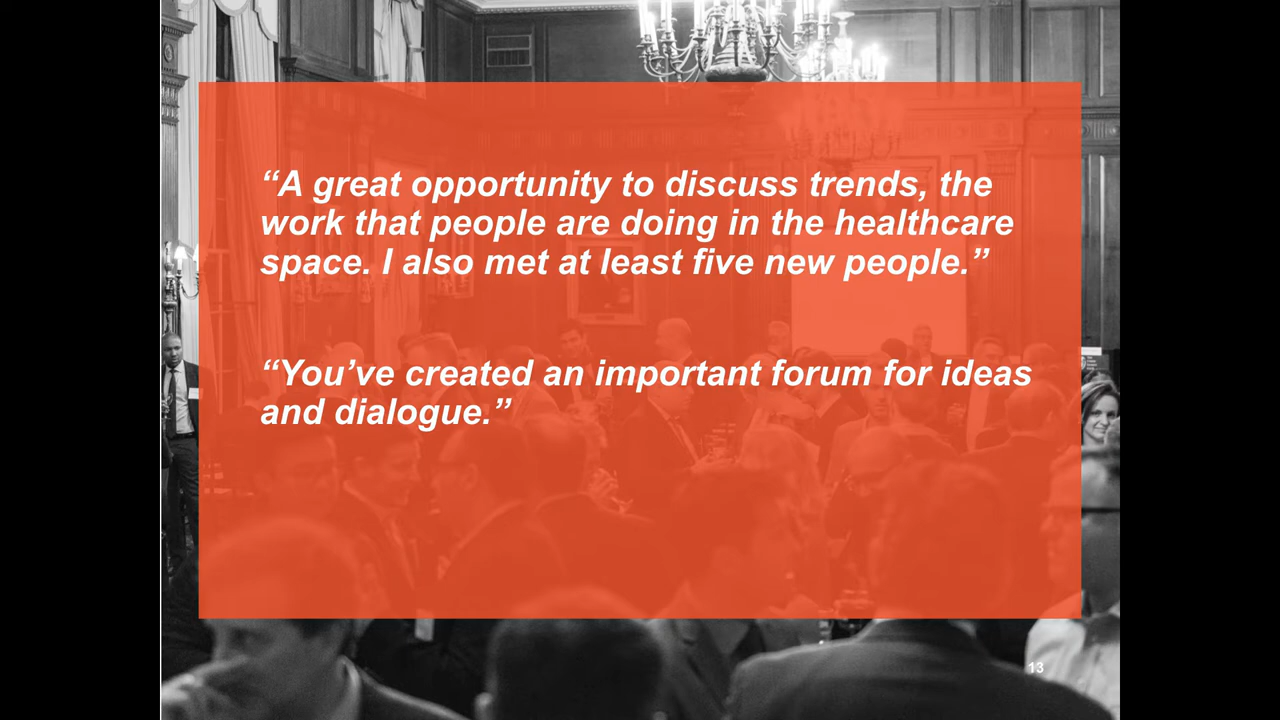 “A great opportunity to discuss trends, the
work that people are doing in the healthcare
space. I also met at least five new people.”
“You’ve created an important forum for ideas
and dialogue.”
13